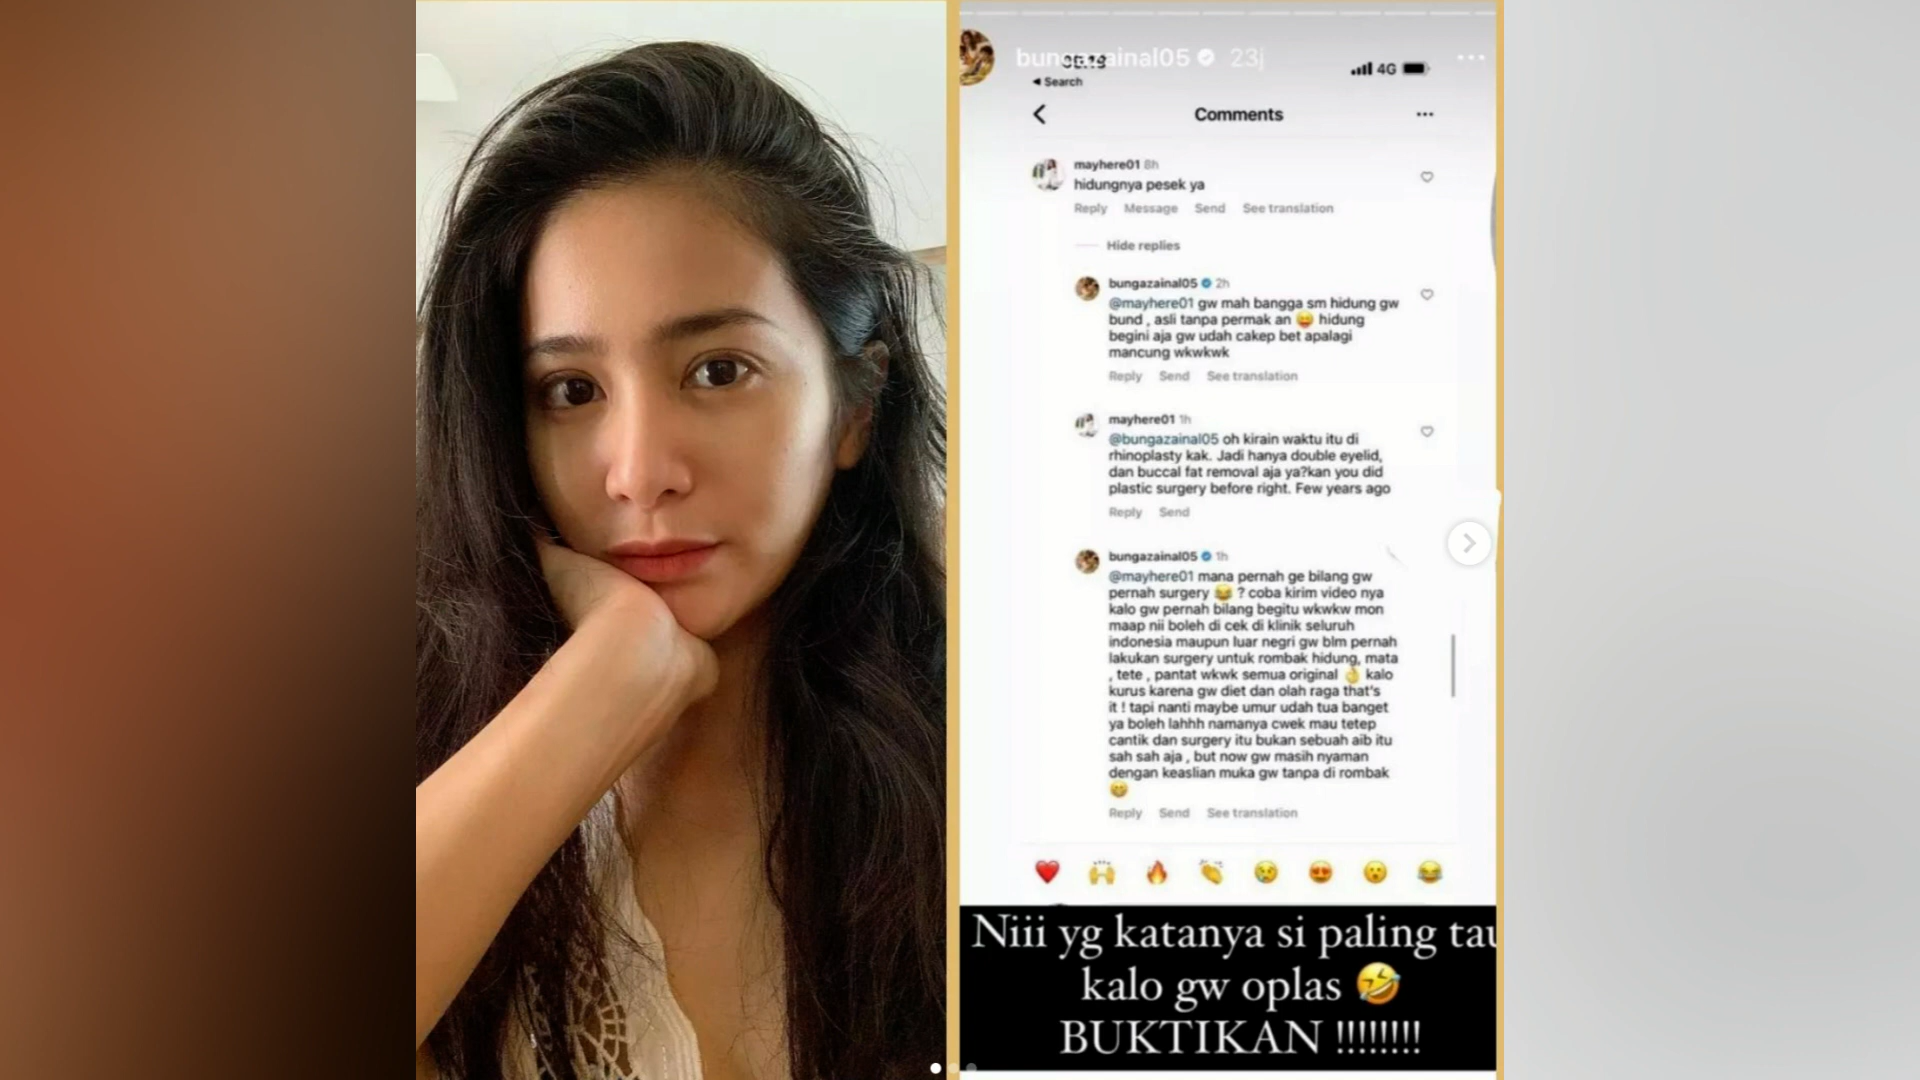 bungazainal05 23j
05.19
4G
Search
Comments
mayhere01 8h
hidungnya pesek ya
Reply Message Send See translation
Hide replies
bungazainal05 2h
@mayhere01 gw mah bangga sm hidung gw
bund , asli tanpa permak an 😝 hidung
begini aja gw udah cakep bet apalagi
mancung wkwkwk
Reply Send See translation
mayhere01 1h
@bungazainal05 oh kirain waktu itu di
rhinoplasty kak. Jadi hanya double eyelid,
dan buccal fat removal aja ya?kan you did
plastic surgery before right. Few years ago
Reply Send
bungazainal05 1h
@mayhere01 mana pernah ge bilang gw
pernah surgery 😂 ? coba kirim video nya
kalo gw pernah bilang begitu wkwkw mon
maap nii boleh di cek di klinik seluruh
indonesia maupun luar negri gw blm pernah
lakukan surgery untuk rombak hidung, mata
, tete , pantat wkwk semua original 👌 kalo
kurus karena gw diet dan olah raga that's
it ! tapi nanti maybe umur udah tua banget
ya boleh lahhh namanya cwek mau tetep
cantik dan surgery itu bukan sebuah aib itu
sah sah aja , but now gw masih nyaman
dengan keaslian muka gw tanpa di rombak
😁
Reply Send See translation
Niii yg katanya si paling tau
kalo gw oplas 🤣
BUKTIKAN !!!!!!!!